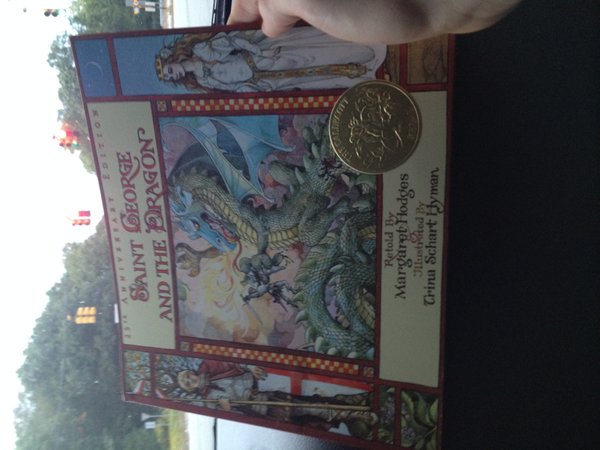 25th ANNIVERSARY EDITION
SAINT GEORGE
AND THE DRAGON
Retold By
Margaret Hodges
Illustrated By
Trina Schart Hyman